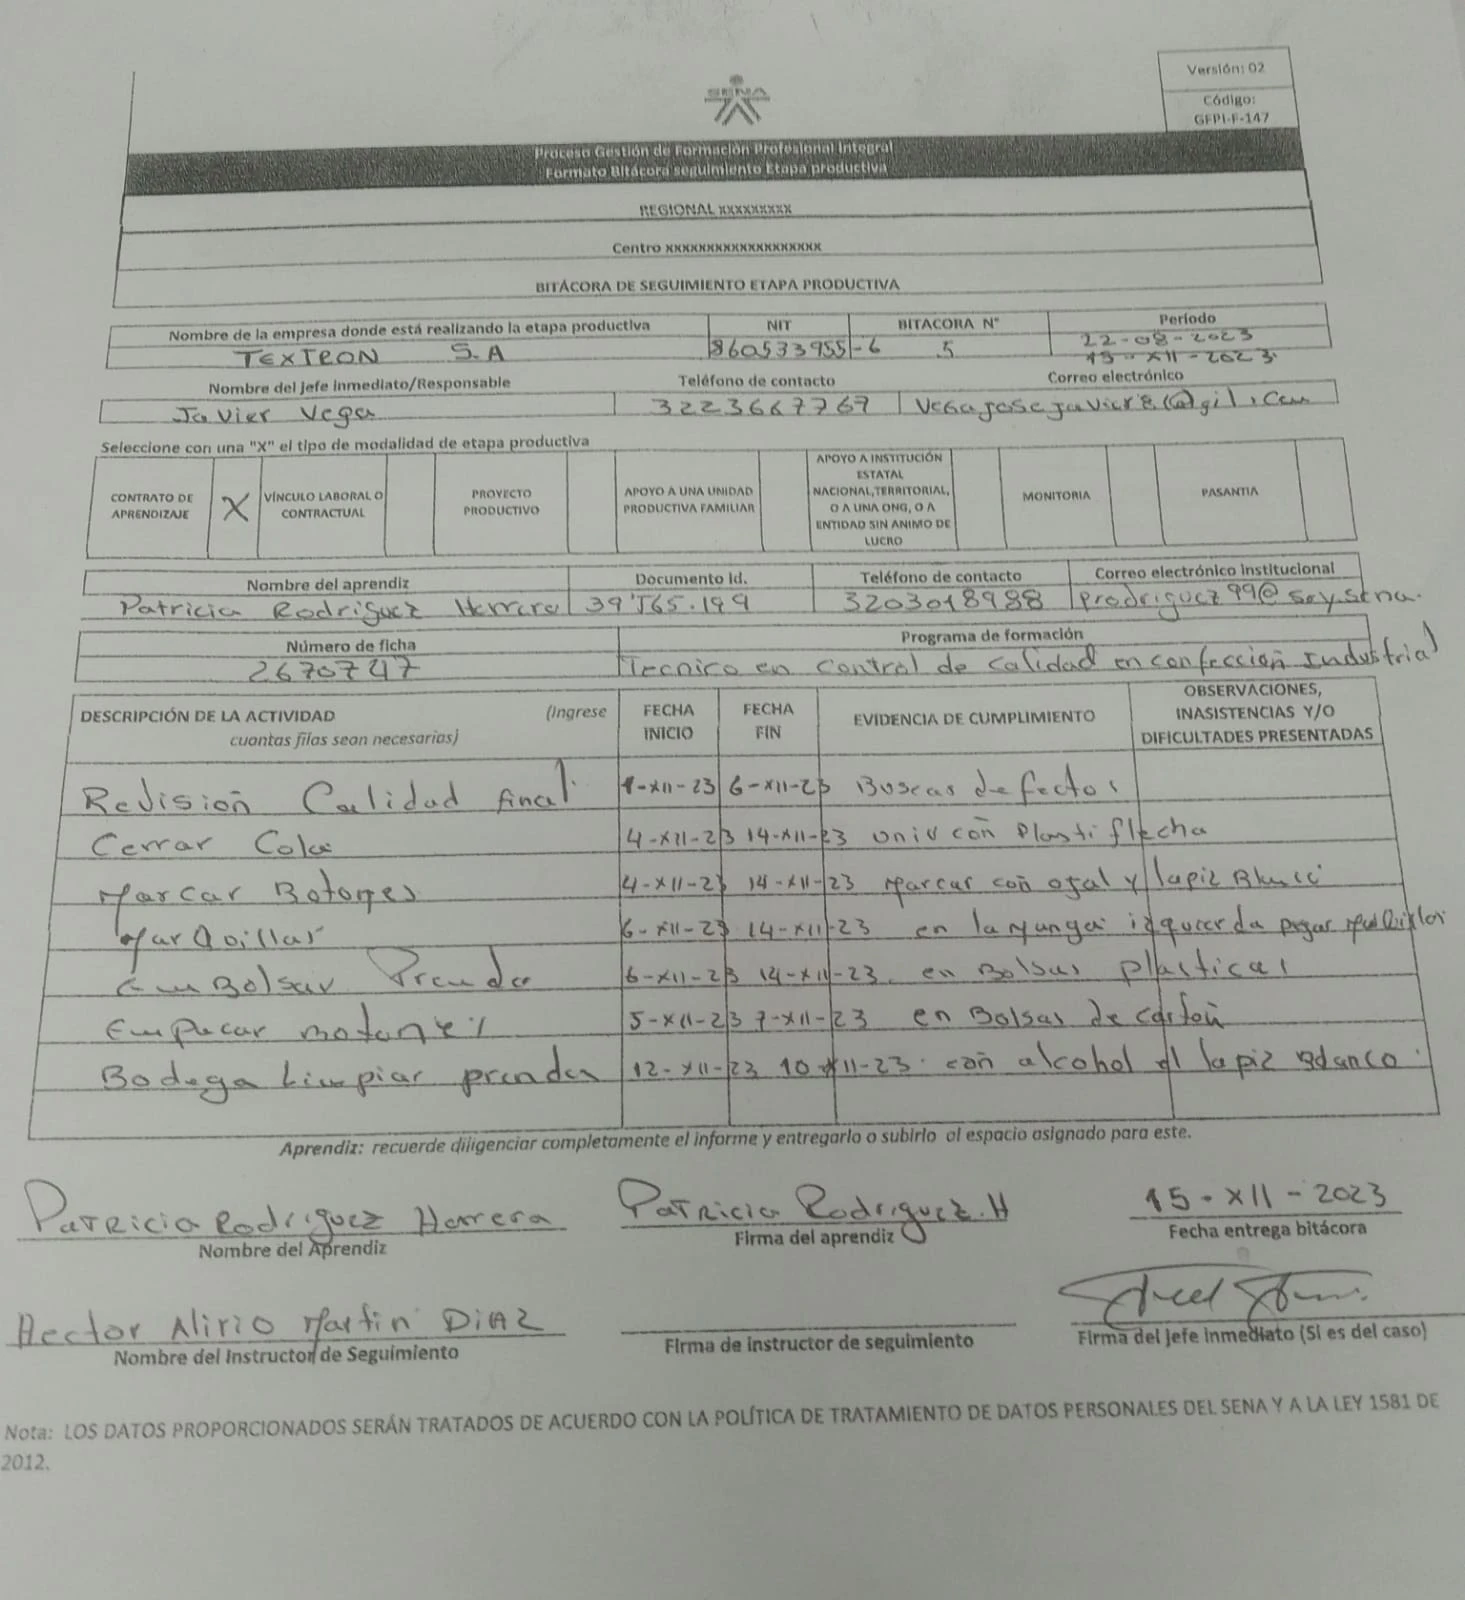 SENA
Versión: 02
Código:
GFPI-F-147
Proceso Gestión de Formación Profesional Integral
Formato Bitácora seguimiento Etapa productiva
REGIONAL xxxxxxxxx
Centro xxxxxxxxxxxxxxxxxxx
BITÁCORA DE SEGUIMIENTO ETAPA PRODUCTIVA
Nombre de la empresa donde está realizando la etapa productiva NIT BITACORA N° Período
TEXTRON S.A 860533955-6 5 22-08-2023
15-XII-2023
Nombre del jefe inmediato/Responsable Teléfono de contacto Correo electrónico
Javier Vega 3223667767
Seleccione con una "X" el tipo de modalidad de etapa productiva
CONTRATO DE APRENDIZAJE X VÍNCULO LABORAL O CONTRACTUAL PROYECTO PRODUCTIVO APOYO A UNA UNIDAD PRODUCTIVA FAMILIAR APOYO A INSTITUCIÓN ESTATAL NACIONAL, TERRITORIAL, O A UNA ONG, O A ENTIDAD SIN ANIMO DE LUCRO MONITORIA PASANTIA
Nombre del aprendiz Documento Id. Teléfono de contacto Correo electrónico institucional
Patricia Rodriguez Herrera 39'565.199 3203018988 prodriguez99@soy.sena.
Número de ficha Programa de formación
2670747 Tecnico en Control de Calidad en confección Industrial
DESCRIPCIÓN DE LA ACTIVIDAD (Ingrese cuantas filas sean necesarias) FECHA INICIO FECHA FIN EVIDENCIA DE CUMPLIMIENTO OBSERVACIONES, INASISTENCIAS Y/O DIFICULTADES PRESENTADAS
Revisión Calidad final 1-XII-23 6-XII-23 Buscas defectos
Cerrar Cola 4-XII-23 14-XII-23 unir con Plastiflecha
Marcar Botones 4-XII-23 14-XII-23 Marcar con ojal y lapiz
Marquillas 6-XII-23 14-XII-23 en la manga izquierda pegar
Embolsar Prenda 6-XII-23 14-XII-23 en Bolsas plasticas
Empacar Botones 5-XII-23 7-XII-23 en Bolsas de cartón
Bodega Limpiar prendas 12-XII-23 10-XII-23 con alcohol el lapiz Blanco
Aprendiz: recuerde diligenciar completamente el informe y entregarlo o subirlo al espacio asignado para este.
Patricia Rodriguez Herrera Patricia Rodriguez.H 15-XII-2023
Nombre del Aprendiz Firma del aprendiz Fecha entrega bitácora
Hector Alirio Martin DiAZ
Nombre del Instructor de Seguimiento Firma de instructor de seguimiento Firma del jefe inmediato (Si es del caso)
Nota: LOS DATOS PROPORCIONADOS SERÁN TRATADOS DE ACUERDO CON LA POLÍTICA DE TRATAMIENTO DE DATOS PERSONALES DEL SENA Y A LA LEY 1581 DE
2012.